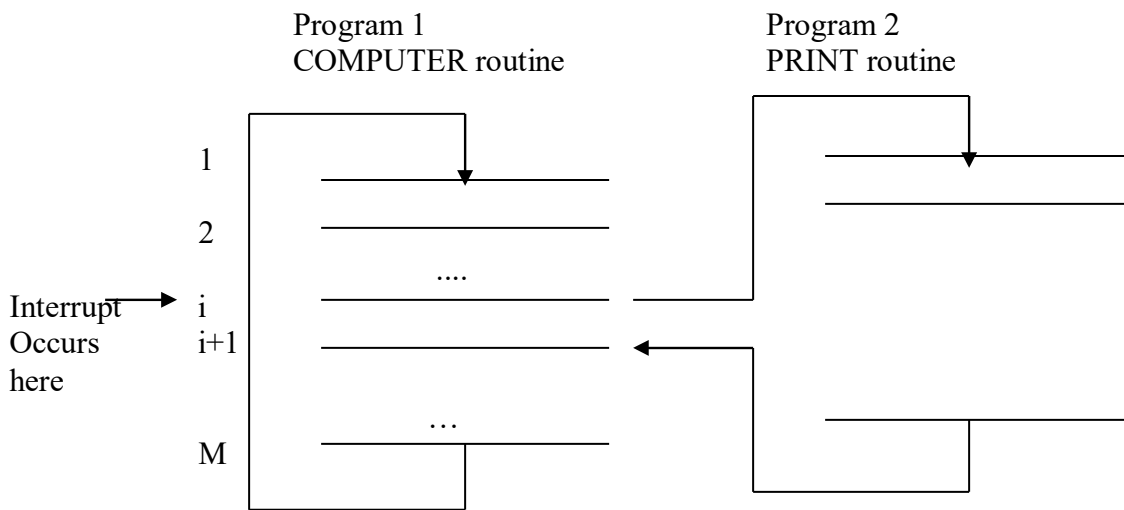 Program 1
COMPUTER routine
Program 2
PRINT routine
1
2
....
Interrupt
Occurs
here
i
i+1
…
M